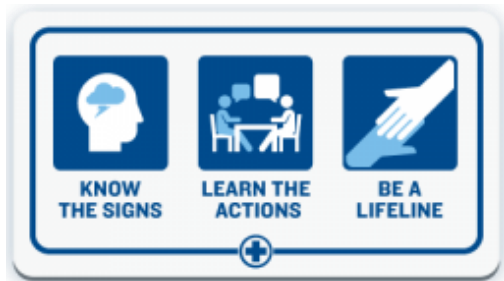 KNOW
THE SIGNS
LEARN THE
ACTIONS
BE A
LIFELINE